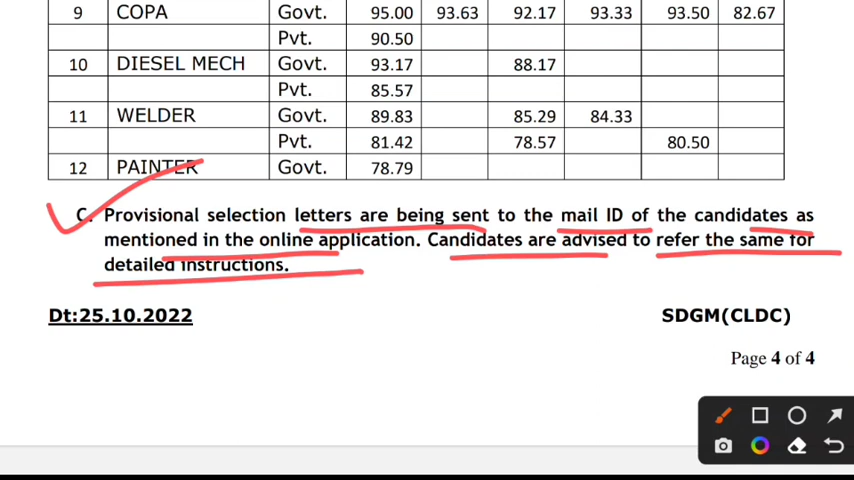 9 COPA Govt. 95.00 93.63 92.17 93.33 93.50 82.67
Pvt. 90.50
10 DIESEL MECH Govt. 93.17 88.17
Pvt. 85.57
11 WELDER Govt. 89.83 85.29 84.33
Pvt. 81.42 78.57 80.50
12 PAINTER Govt. 78.79
C. Provisional selection letters are being sent to the mail ID of the candidates as
mentioned in the online application. Candidates are advised to refer the same for
detailed instructions.
Dt:25.10.2022 SDGM(CLDC)
Page 4 of 4